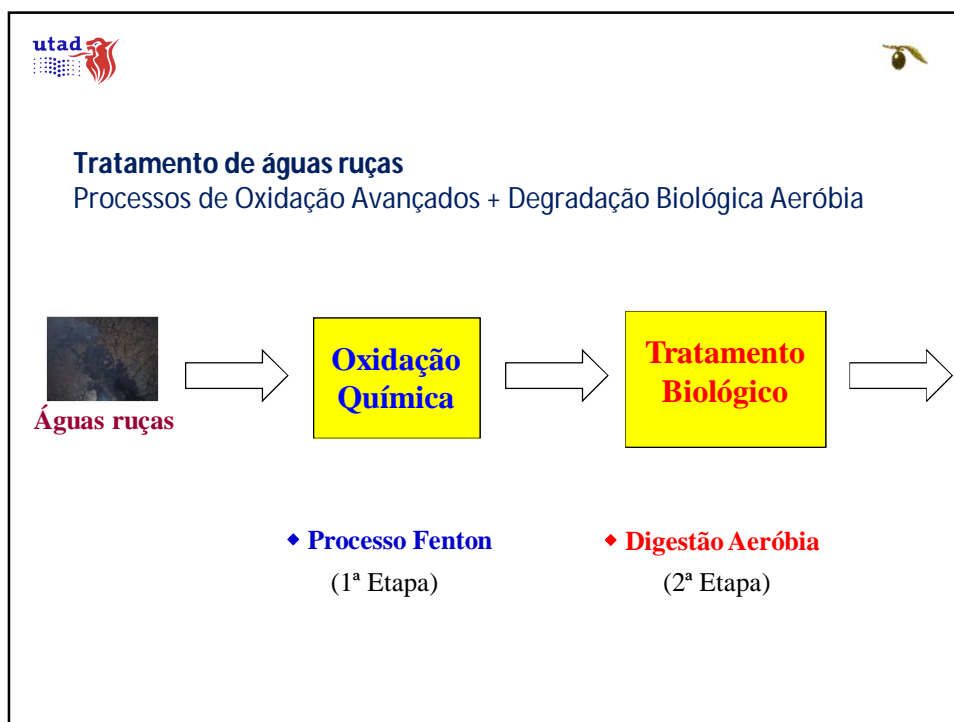 utad
Tratamento de águas ruças
Processos de Oxidação Avançados + Degradação Biológica Aeróbia
Oxidação
Química
Tratamento
Biológico
Águas ruças
Processo Fenton
(1ª Etapa)
Digestão Aeróbia
(2ª Etapa)